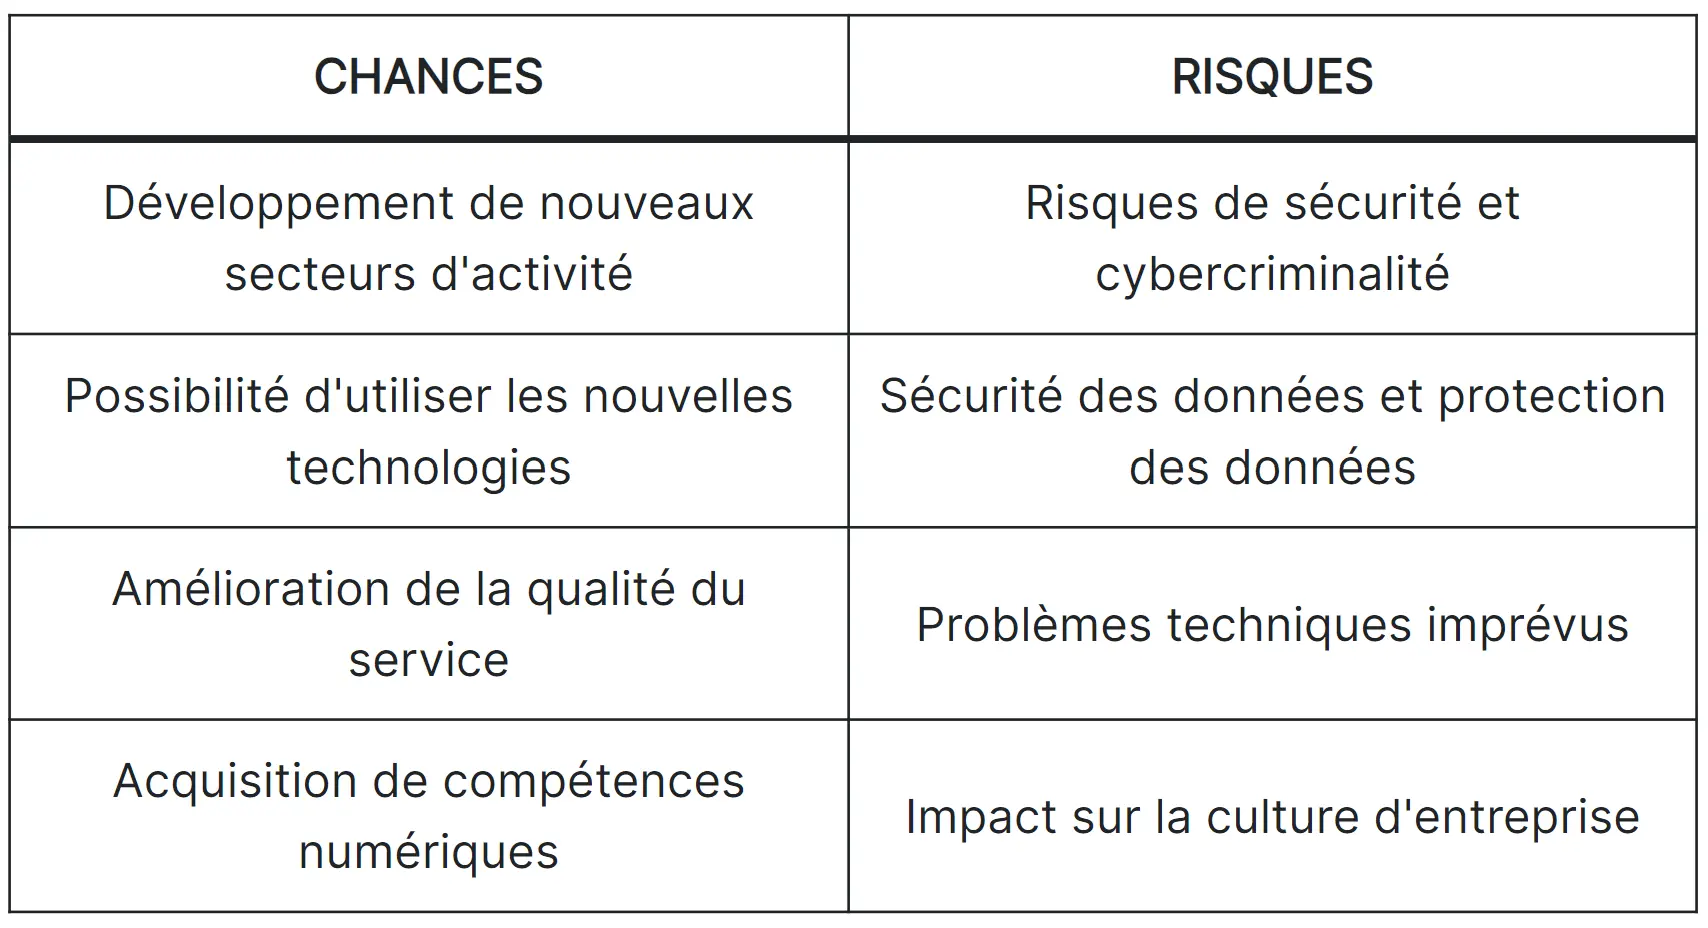 CHANCES
RISQUES
Développement de nouveaux
secteurs d'activité
Risques de sécurité et
cybercriminalité
Possibilité d'utiliser les nouvelles
technologies
Sécurité des données et protection
des données
Amélioration de la qualité du
service
Problèmes techniques imprévus
Acquisition de compétences
numériques
Impact sur la culture d'entreprise